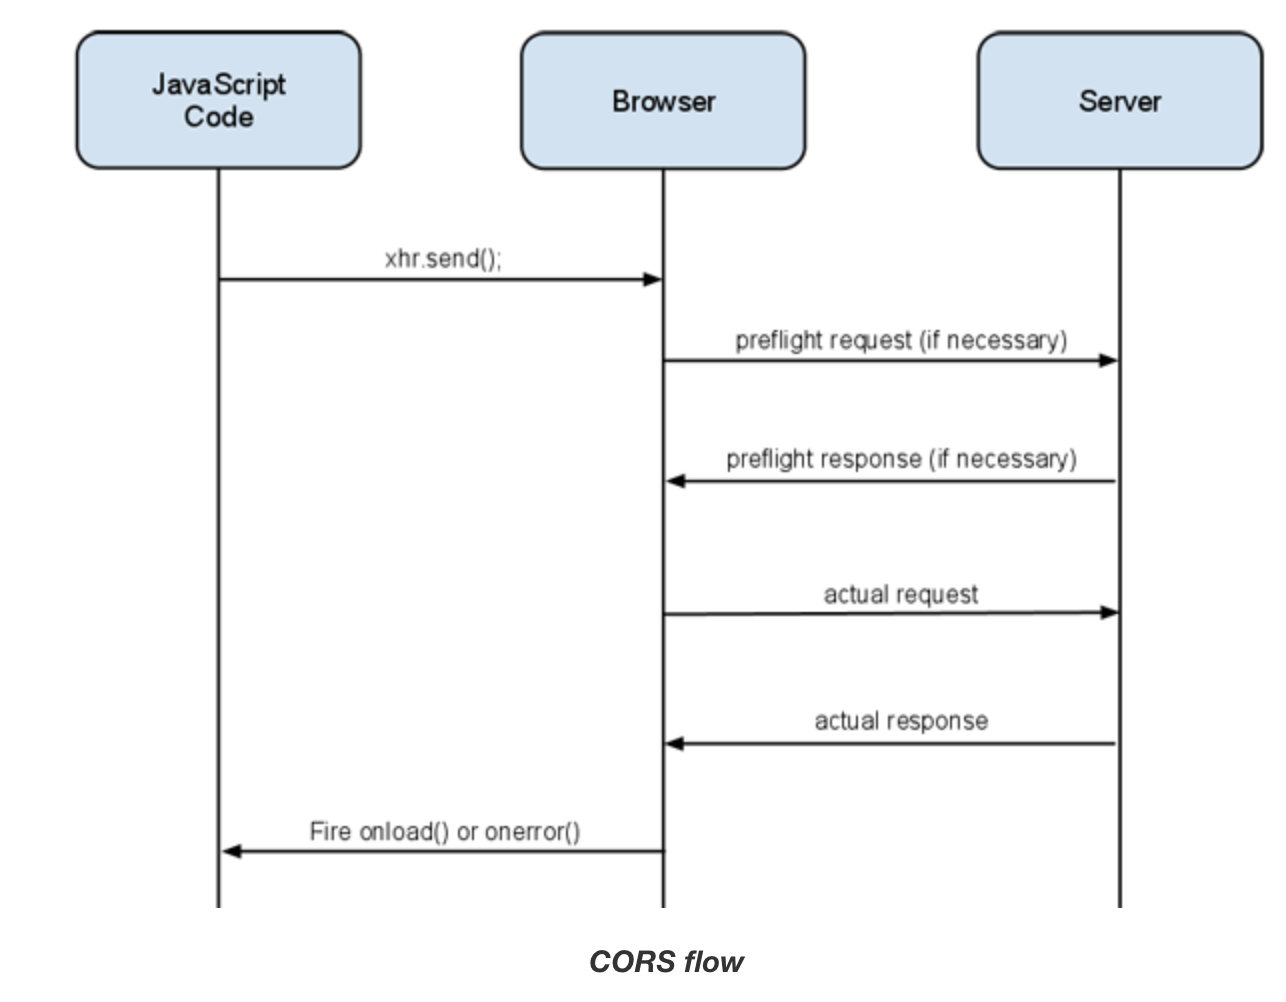 JavaScript
Code
Browser
Server
xhr.send();
preflight request (if necessary)
preflight response (if necessary)
actual request
actual response
Fire onload() or onerror()
CORS flow